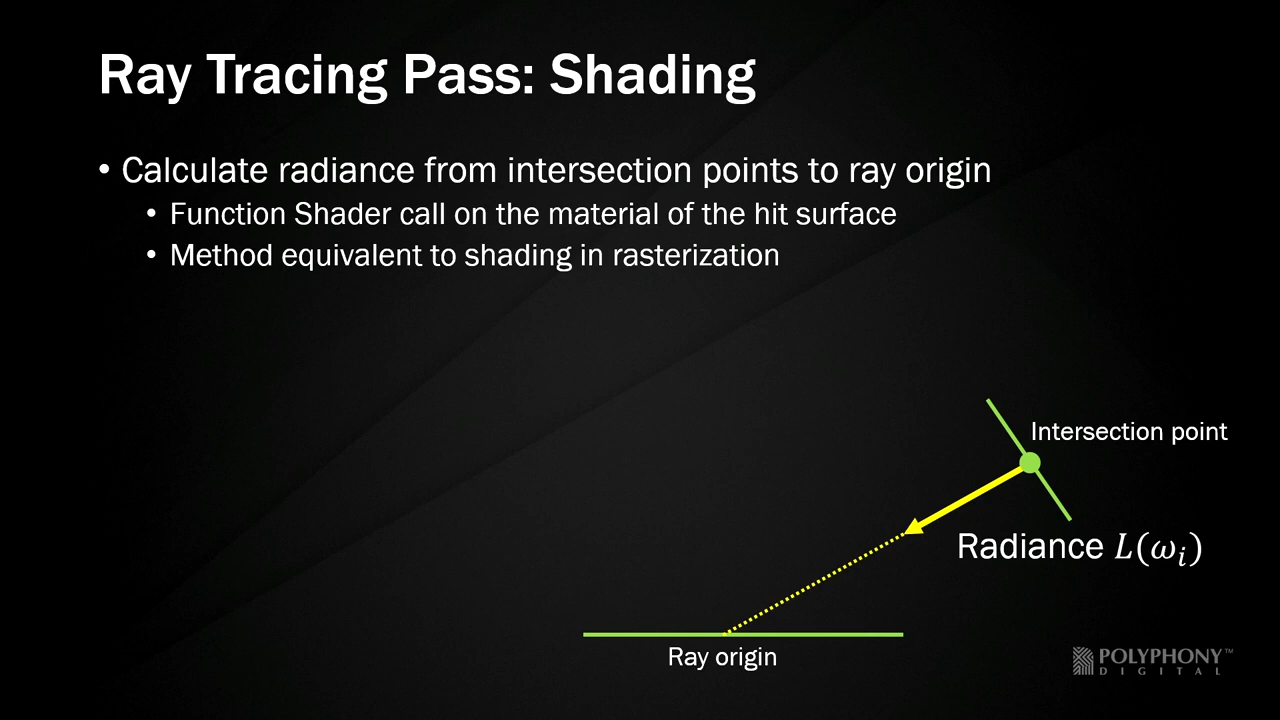 Ray Tracing Pass: Shading
• Calculate radiance from intersection points to ray origin
• Function Shader call on the material of the hit surface
• Method equivalent to shading in rasterization
Intersection point
Radiance 𝐿(𝜔ᵢ)
Ray origin
POLYPHONY™
DIGITAL